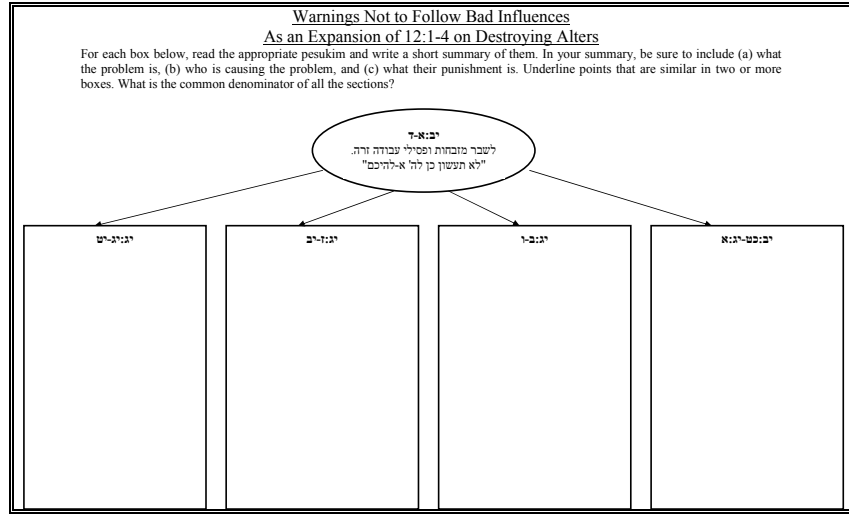 Warnings Not to Follow Bad Influences
As an Expansion of 12:1-4 on Destroying Alters
For each box below, read the appropriate pesukim and write a short summary of them. In your summary, be sure to include (a) what
the problem is, (b) who is causing the problem, and (c) what their punishment is. Underline points that are similar in two or more
boxes. What is the common denominator of all the sections?
יב:א-ד
לשבר מזבחות ופסילי עבודה זרה.
"לא תעשון כן לה' א-להיכם"
יב:כט-יג:א
יג:ב-ו
יג:ז-יב
יג:יג-יט